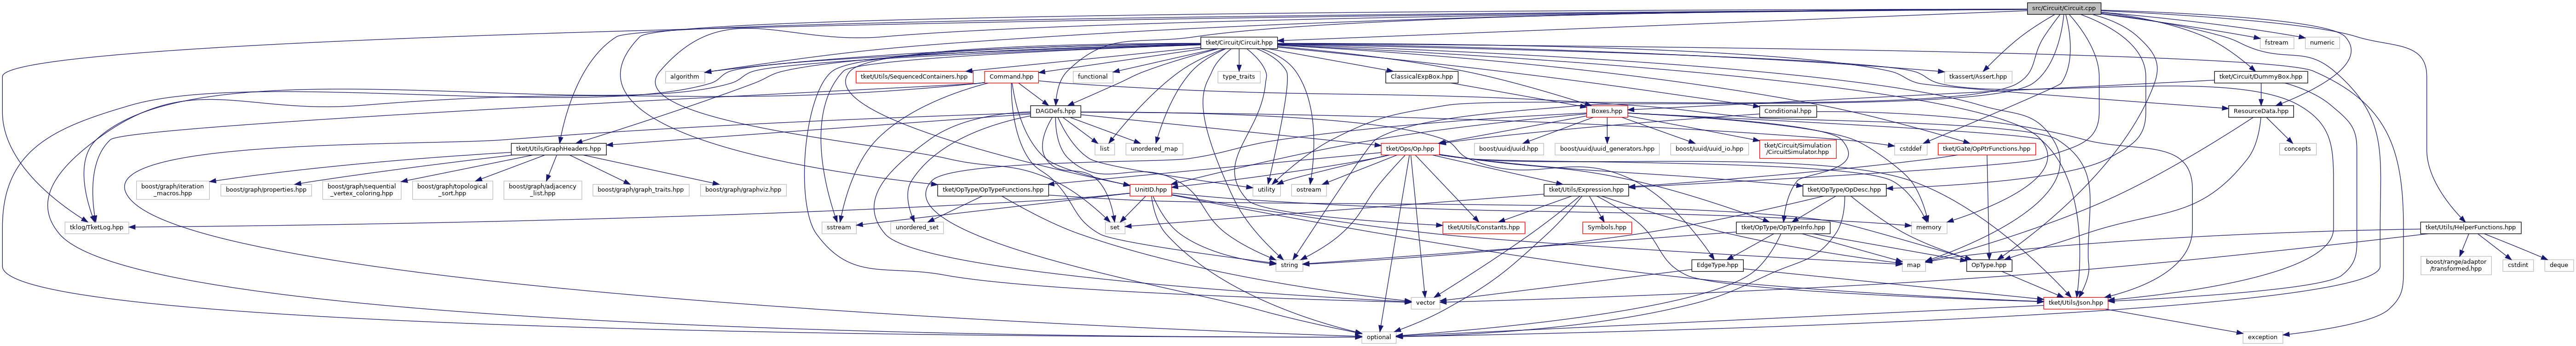 src/Circuit/Circuit.cpp
tket/Circuit/Circuit.hpp
fstream
numeric
algorithm
tket/Utils/SequencedContainers.hpp
Command.hpp
functional
type_traits
ClassicalExpBox.hpp
tkassert/Assert.hpp
tket/Circuit/DummyBox.hpp
DAGDefs.hpp
Boxes.hpp
Conditional.hpp
ResourceData.hpp
tket/Utils/GraphHeaders.hpp
list
unordered_map
tket/Ops/Op.hpp
boost/uuid/uuid.hpp
boost/uuid/uuid_generators.hpp
boost/uuid/uuid_io.hpp
tket/Circuit/Simulation
/CircuitSimulator.hpp
cstddef
tket/Gate/OpPtrFunctions.hpp
concepts
boost/graph/iteration
_macros.hpp
boost/graph/properties.hpp
boost/graph/sequential
_vertex_coloring.hpp
boost/graph/topological
_sort.hpp
boost/graph/adjacency
_list.hpp
boost/graph/graph_traits.hpp
boost/graph/graphviz.hpp
tket/OpType/OpTypeFunctions.hpp
UnitID.hpp
utility
ostream
tket/Utils/Expression.hpp
tket/OpType/OpDesc.hpp
tklog/TketLog.hpp
sstream
unordered_set
set
tket/Utils/Constants.hpp
Symbols.hpp
tket/OpType/OpTypeInfo.hpp
memory
tket/Utils/HelperFunctions.hpp
string
EdgeType.hpp
map
OpType.hpp
boost/range/adaptor
/transformed.hpp
cstdint
deque
vector
tket/Utils/Json.hpp
optional
exception